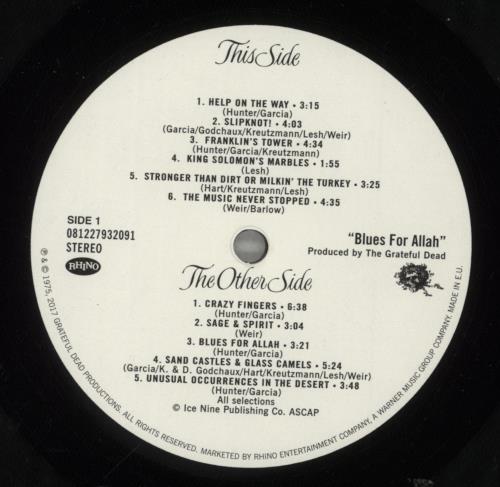 This Side
1. HELP ON THE WAY • 3:15
(Hunter/Garcia)
2. SLIPKNOT! • 4:03
(Garcia/Godchaux/Kreutzmann/Lesh/Weir)
3. FRANKLIN'S TOWER • 4:34
(Hunter/Garcia/Kreutzmann)
4. KING SOLOMON'S MARBLES • 1:55
(Lesh)
5. STRONGER THAN DIRT OR MILKIN' THE TURKEY • 3:25
(Hart/Kreutzmann/Lesh)
6. THE MUSIC NEVER STOPPED • 4:35
(Weir/Barlow)
SIDE 1
081227932091
STEREO
RHINO
"Blues For Allah"
Produced by The Grateful Dead
The Other Side
1. CRAZY FINGERS • 6:38
(Hunter/Garcia)
2. SAGE & SPIRIT • 3:04
(Weir)
3. BLUES FOR ALLAH • 3:21
(Hunter/Garcia)
4. SAND CASTLES & GLASS CAMELS • 5:24
(Garcia/K. & D. Godchaux/Hart/Kreutzmann/Lesh/Weir)
5. UNUSUAL OCCURRENCES IN THE DESERT • 3:48
(Hunter/Garcia)
All selections
© Ice Nine Publishing Co. ASCAP
℗ & © 1975, 2017 GRATEFUL DEAD PRODUCTIONS. ALL RIGHTS RESERVED. MARKETED BY RHINO ENTERTAINMENT COMPANY, A WARNER MUSIC GROUP COMPANY. MADE IN E.U.